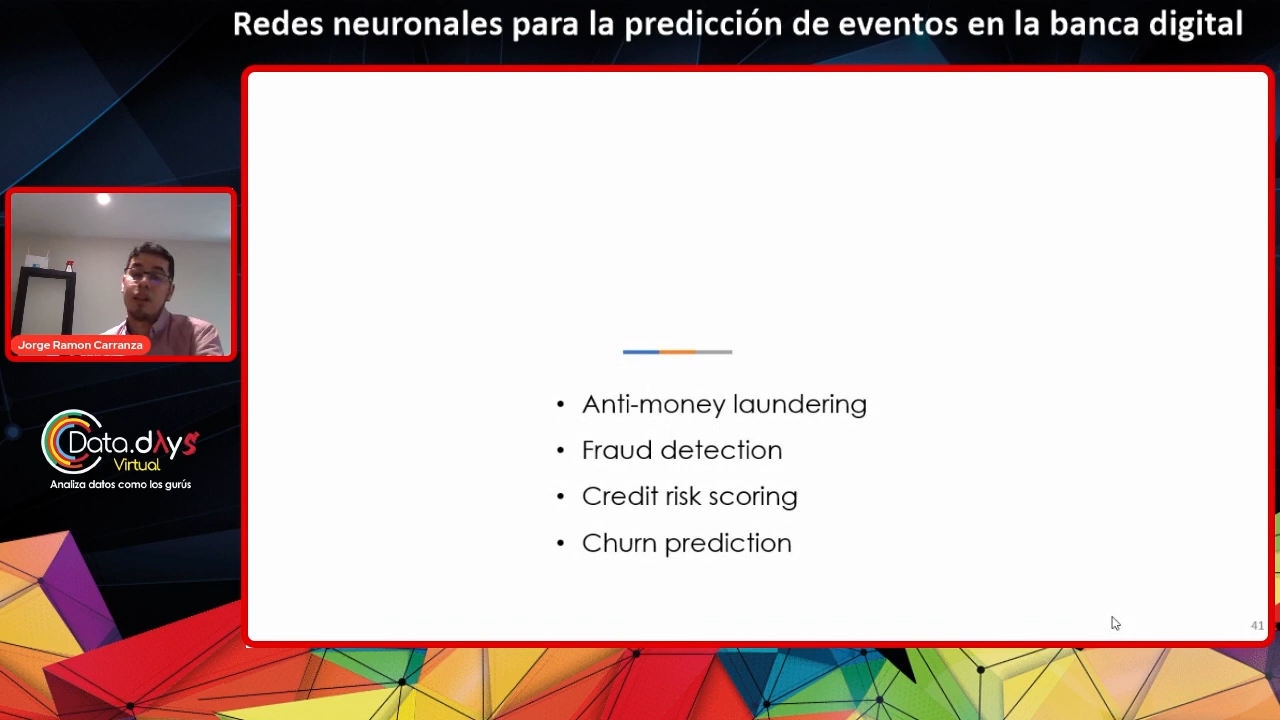 Redes neuronales para la predicción de eventos en la banca digital
Jorge Ramon Carranza
Data.dAys
Virtual
Analiza datos como los gurús
• Anti-money laundering
• Fraud detection
• Credit risk scoring
• Churn prediction
41